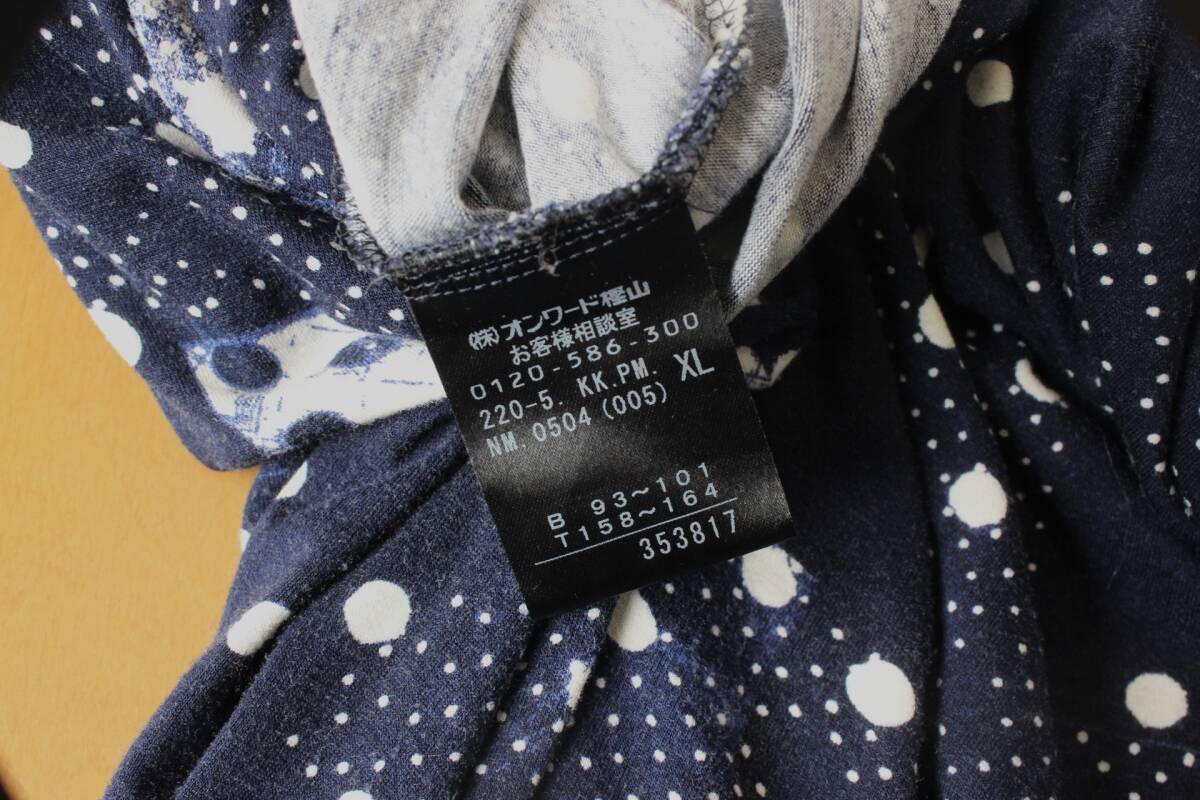 (株)オンワード樫山
お客様相談室
0120-586-300
220-5. KK.PM. XL
NM.0504(005)
B 93～101
T158～164
353817